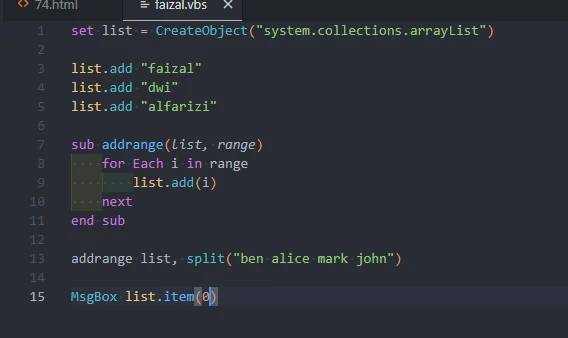 74.html
faizal.vbs
1 set list = CreateObject("system.collections.arrayList")
2
3 list.add "faizal"
4 list.add "dwi"
5 list.add "alfarizi"
6
7 sub addrange(list, range)
8     for Each i in range
9         list.add(i)
10     next
11 end sub
12
13 addrange list, split("ben alice mark john")
14
15 MsgBox list.item(0)